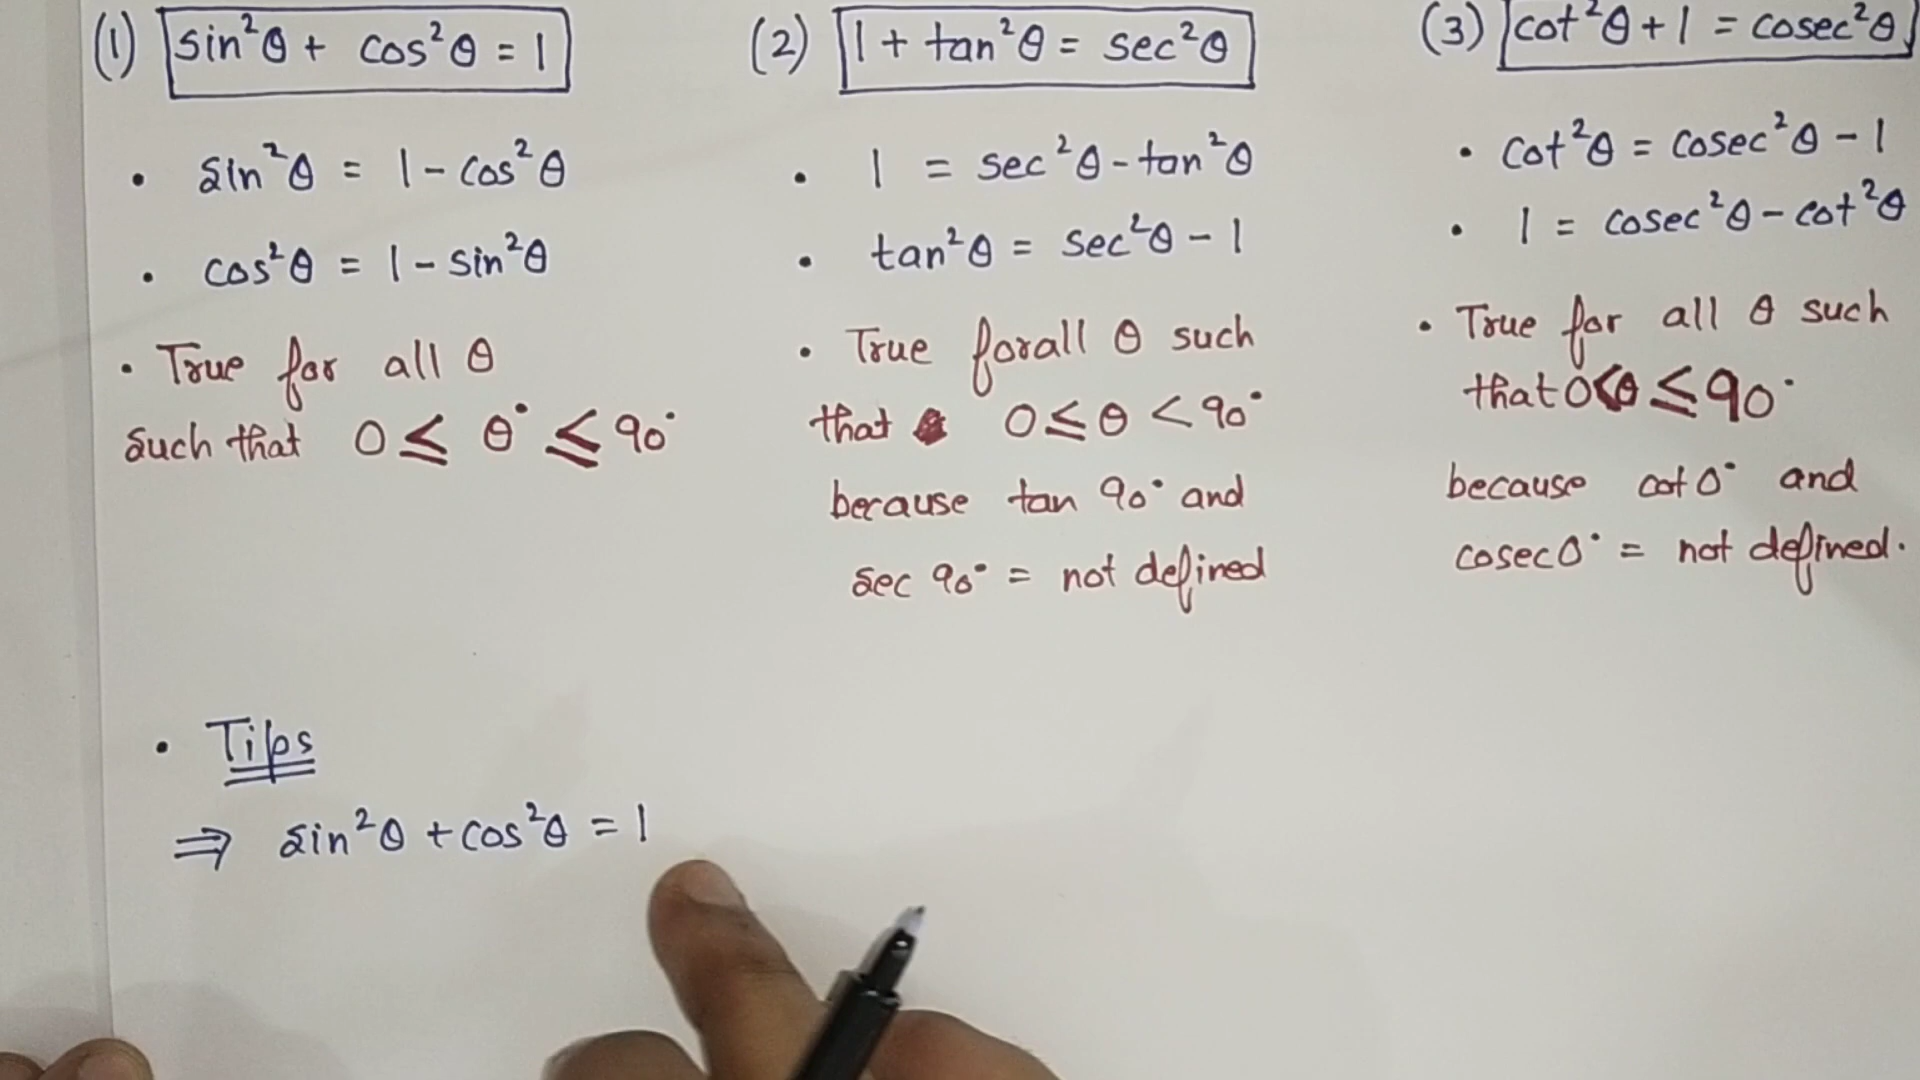 (1) sin²θ + cos²θ = 1
• sin²θ = 1 - cos²θ
• cos²θ = 1 - sin²θ
• True for all θ
such that 0 ≤ θ° ≤ 90°
(2) 1 + tan²θ = sec²θ
• 1 = sec²θ - tan²θ
• tan²θ = sec²θ - 1
• True for all θ such
that 0 ≤ θ < 90°
because tan 90° and
sec 90° = not defined
(3) cot²θ + 1 = cosec²θ
• cot²θ = cosec²θ - 1
• 1 = cosec²θ - cot²θ
• True for all θ such
that 0 < θ ≤ 90°
because cot 0° and
cosec 0° = not defined.
• Tips
⇒ sin²θ + cos²θ = 1